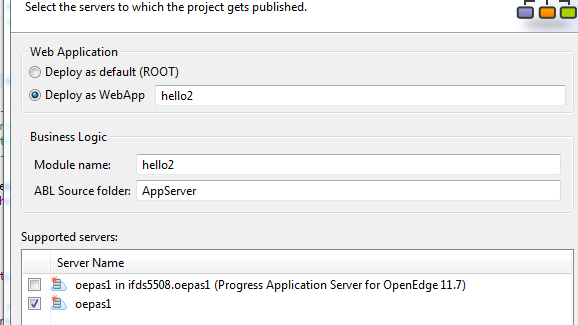 Select the servers to which the project gets published.
Web Application
Deploy as default (ROOT)
Deploy as WebApp hello2
Business Logic
Module name: hello2
ABL Source folder: AppServer
Supported servers:
Server Name
oepas1 in ifds5508.oepas1 (Progress Application Server for OpenEdge 11.7)
oepas1